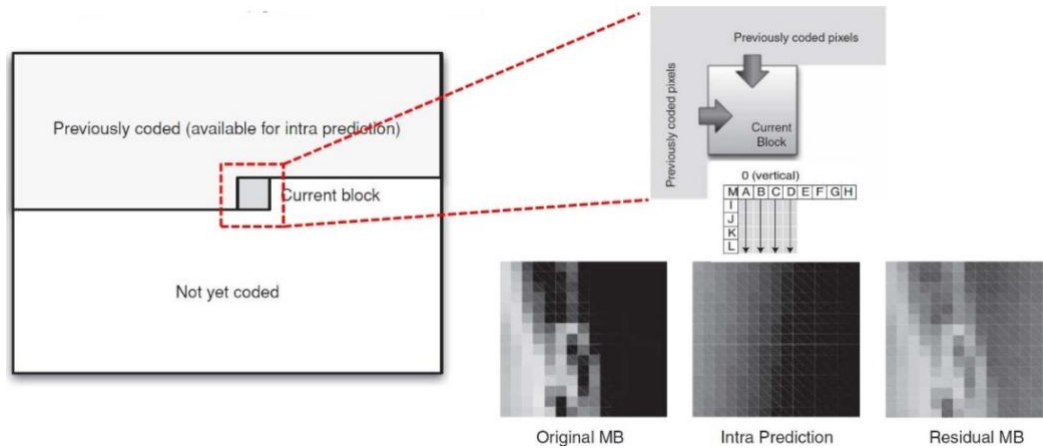 Previously coded (available for intra prediction)
Current block
Not yet coded
Previously coded pixels
Previously coded pixels
Current
Block
0 (vertical)
M A B C D E F G H
I
J
K
L
Original MB
Intra Prediction
Residual MB